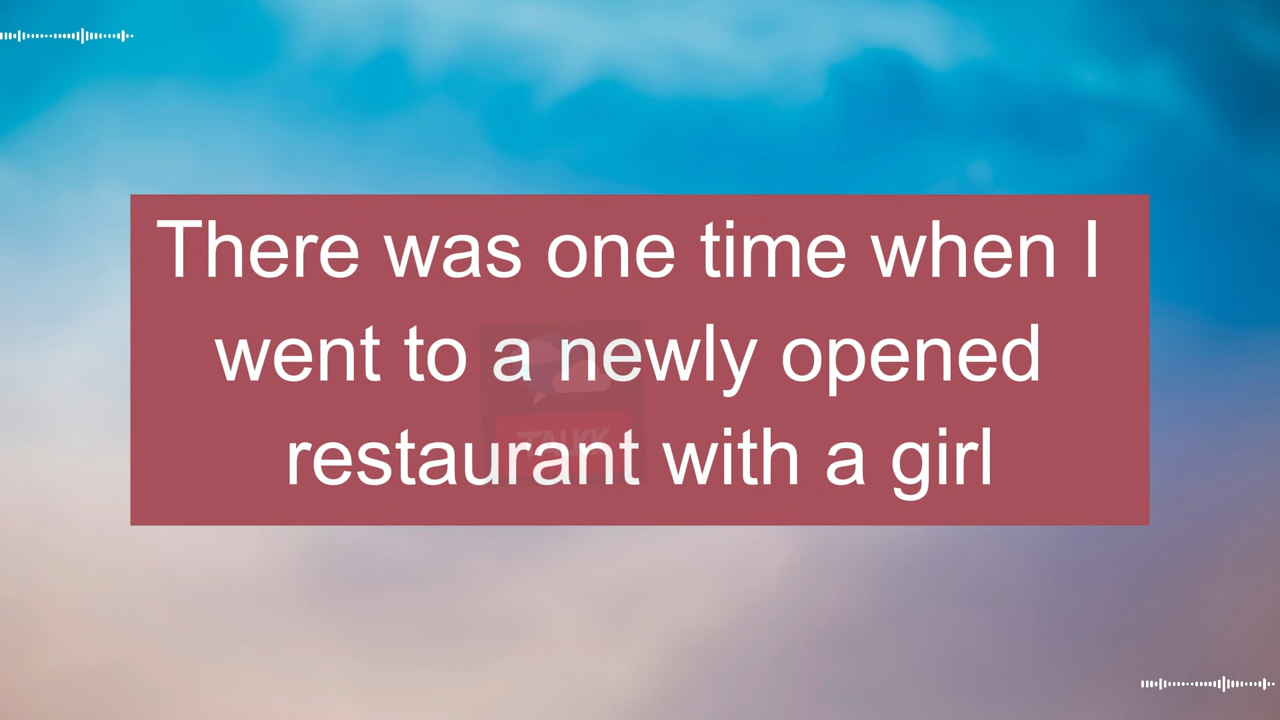 There was one time when I
went to a newly opened
restaurant with a girl